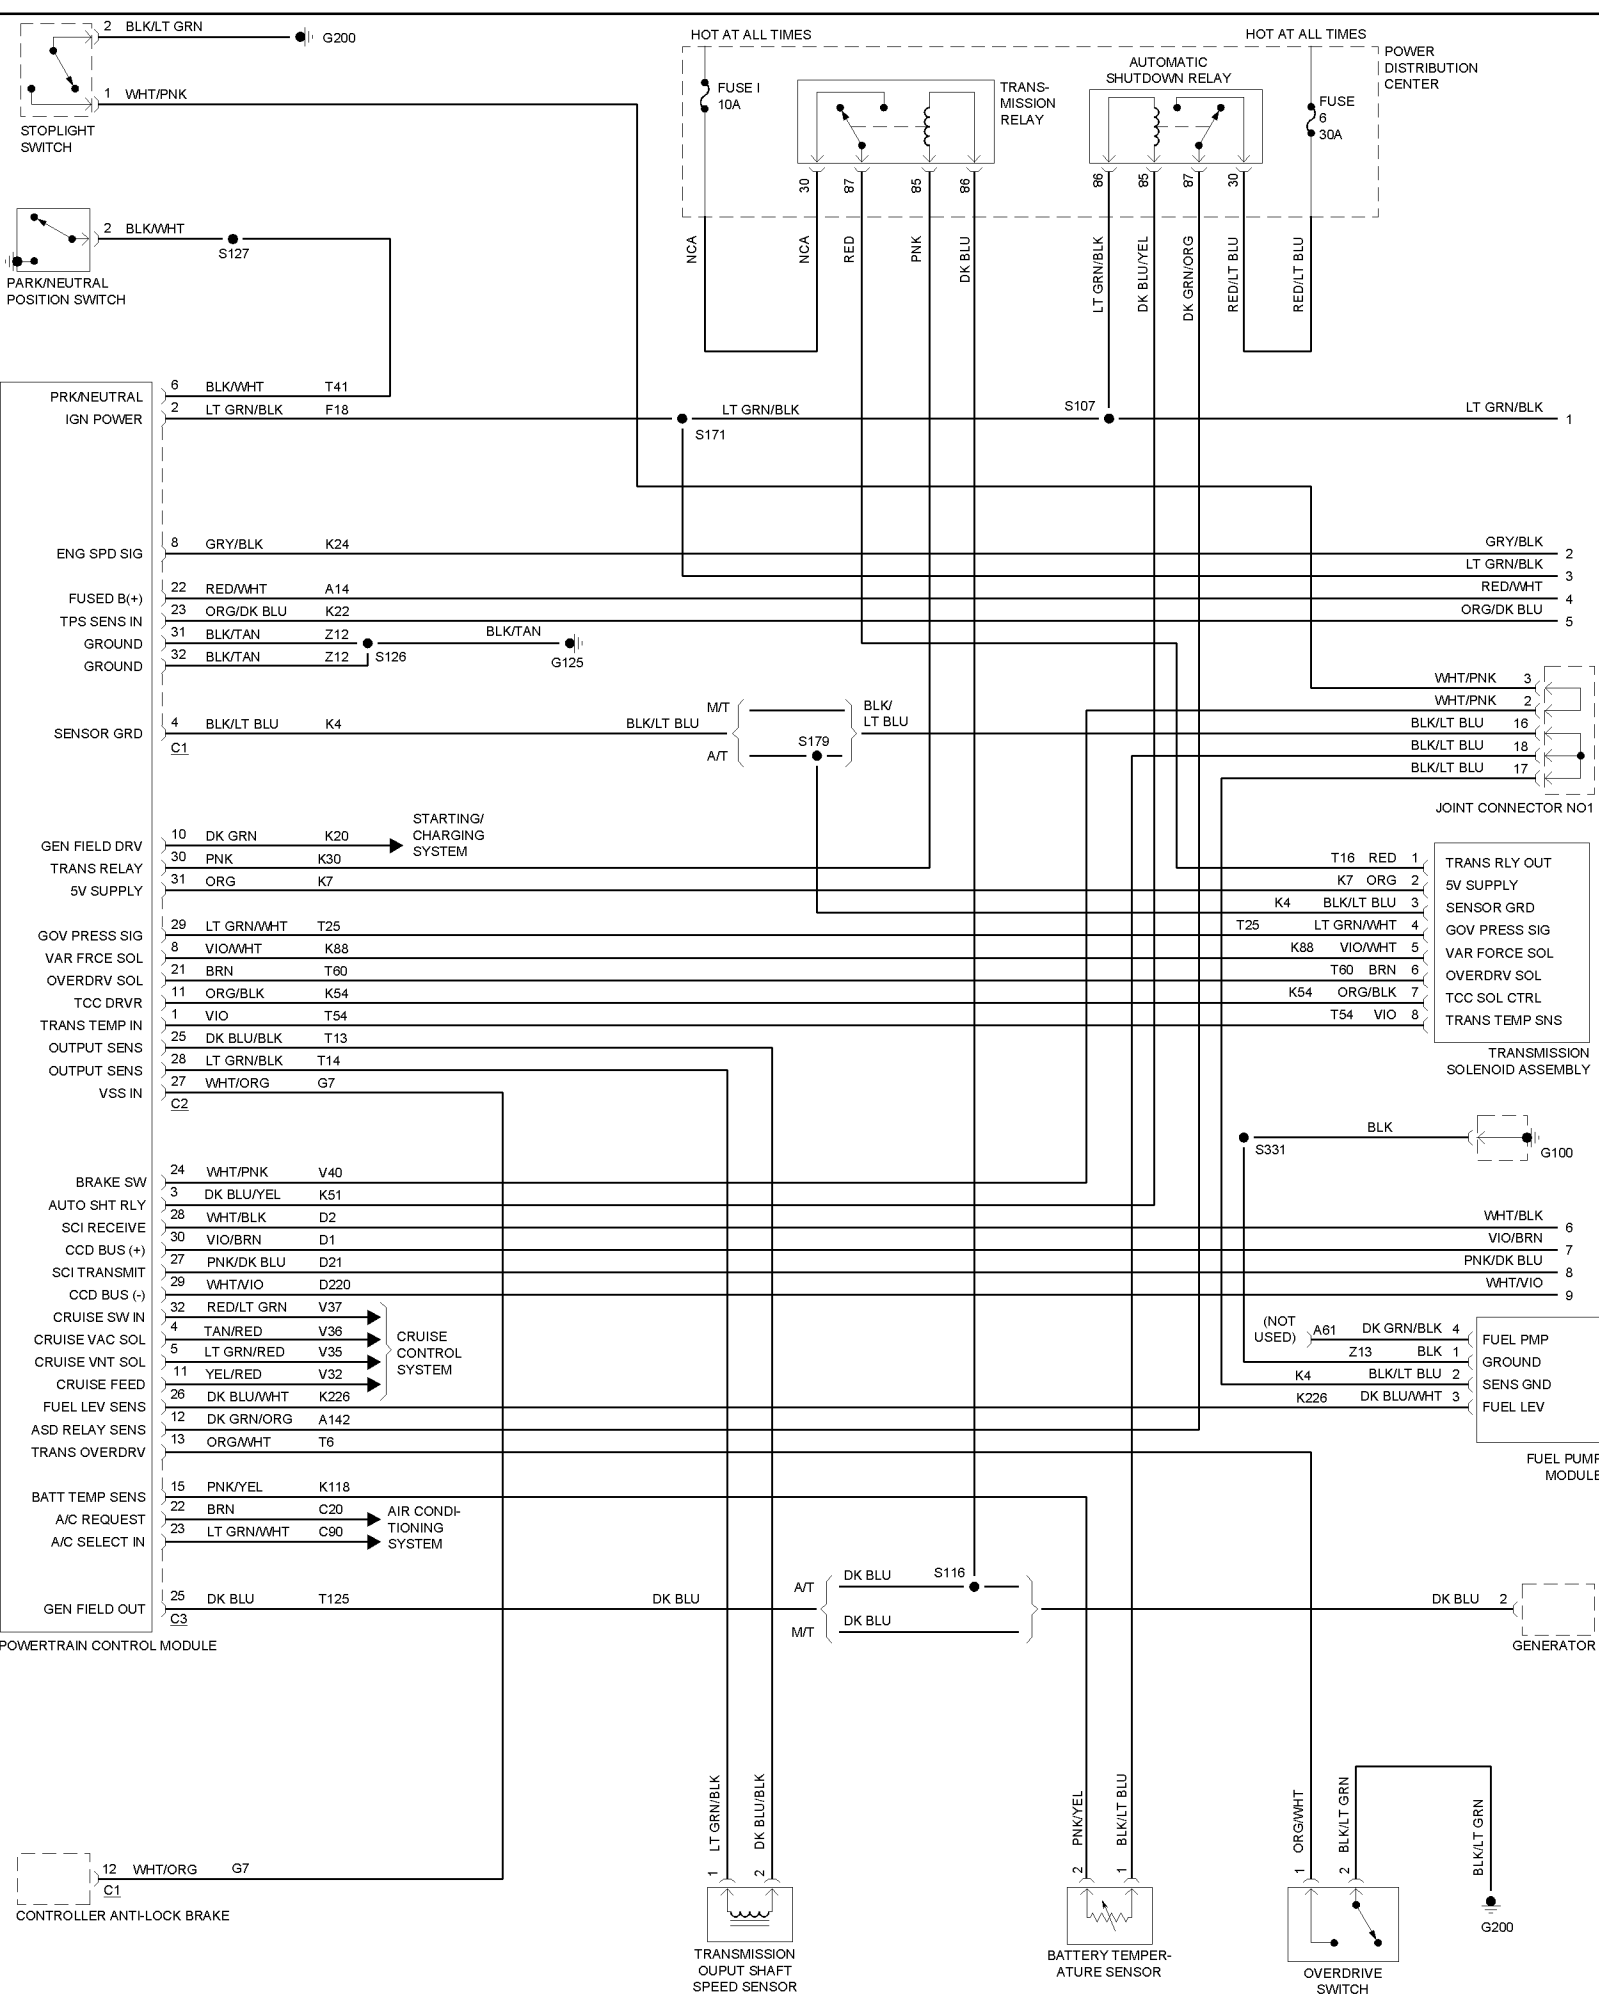 2 BLK/LT GRN
G200
1 WHT/PNK
STOPLIGHT
SWITCH
HOT AT ALL TIMES
HOT AT ALL TIMES
POWER
DISTRIBUTION
CENTER
FUSE I
10A
TRANS-
MISSION
RELAY
AUTOMATIC
SHUTDOWN RELAY
FUSE
6
30A
30
87
85
86
86
85
87
30
NCA
NCA
RED
PNK
DK BLU
LT GRN/BLK
DK BLU/YEL
DK GRN/ORG
RED/LT BLU
RED/LT BLU
2 BLK/WHT
S127
PARK/NEUTRAL
POSITION SWITCH
PRK/NEUTRAL 6 BLK/WHT T41
IGN POWER 2 LT GRN/BLK F18
S171
LT GRN/BLK
S107
LT GRN/BLK 1
ENG SPD SIG 8 GRY/BLK K24
GRY/BLK 2
LT GRN/BLK 3
FUSED B(+) 22 RED/WHT A14
RED/WHT 4
TPS SENS IN 23 ORG/DK BLU K22
ORG/DK BLU 5
GROUND 31 BLK/TAN Z12
S126
BLK/TAN
G125
GROUND 32 BLK/TAN Z12
SENSOR GRD 4 BLK/LT BLU K4
C1
BLK/LT BLU
M/T
A/T
S179
BLK/
LT BLU
WHT/PNK 3
WHT/PNK 2
BLK/LT BLU 16
BLK/LT BLU 18
BLK/LT BLU 17
JOINT CONNECTOR NO1
GEN FIELD DRV 10 DK GRN K20
STARTING/
CHARGING
SYSTEM
TRANS RELAY 30 PNK K30
5V SUPPLY 31 ORG K7
GOV PRESS SIG 29 LT GRN/WHT T25
VAR FRCE SOL 8 VIO/WHT K88
OVERDRV SOL 21 BRN T60
TCC DRVR 11 ORG/BLK K54
TRANS TEMP IN 1 VIO T54
OUTPUT SENS 25 DK BLU/BLK T13
OUTPUT SENS 28 LT GRN/BLK T14
VSS IN 27 WHT/ORG G7
C2
T16 RED 1 TRANS RLY OUT
K7 ORG 2 5V SUPPLY
K4 BLK/LT BLU 3 SENSOR GRD
T25 LT GRN/WHT 4 GOV PRESS SIG
K88 VIO/WHT 5 VAR FORCE SOL
T60 BRN 6 OVERDRV SOL
K54 ORG/BLK 7 TCC SOL CTRL
T54 VIO 8 TRANS TEMP SNS
TRANSMISSION
SOLENOID ASSEMBLY
S331
BLK
G100
BRAKE SW 24 WHT/PNK V40
AUTO SHT RLY 3 DK BLU/YEL K51
SCI RECEIVE 28 WHT/BLK D2
WHT/BLK 6
CCD BUS (+) 30 VIO/BRN D1
VIO/BRN 7
SCI TRANSMIT 27 PNK/DK BLU D21
PNK/DK BLU 8
CCD BUS (-) 29 WHT/VIO D220
WHT/VIO 9
CRUISE SW IN 32 RED/LT GRN V37
CRUISE VAC SOL 4 TAN/RED V36
CRUISE VNT SOL 5 LT GRN/RED V35
CRUISE FEED 11 YEL/RED V32
CRUISE
CONTROL
SYSTEM
FUEL LEV SENS 26 DK BLU/WHT K226
ASD RELAY SENS 12 DK GRN/ORG A142
TRANS OVERDRV 13 ORG/WHT T6
(NOT
USED)
A61 DK GRN/BLK 4 FUEL PMP
Z13 BLK 1 GROUND
K4 BLK/LT BLU 2 SENS GND
K226 DK BLU/WHT 3 FUEL LEV
FUEL PUMP
MODULE
BATT TEMP SENS 15 PNK/YEL K118
A/C REQUEST 22 BRN C20
A/C SELECT IN 23 LT GRN/WHT C90
AIR CONDI-
TIONING
SYSTEM
GEN FIELD OUT 25 DK BLU T125
C3
POWERTRAIN CONTROL MODULE
DK BLU
A/T
DK BLU
S116
M/T
DK BLU
DK BLU 2
GENERATOR
12 WHT/ORG G7
C1
CONTROLLER ANTI-LOCK BRAKE
LT GRN/BLK
DK BLU/BLK
1
2
TRANSMISSION
OUPUT SHAFT
SPEED SENSOR
PNK/YEL
BLK/LT BLU
2
1
BATTERY TEMPER-
ATURE SENSOR
ORG/WHT
BLK/LT GRN
1
2
OVERDRIVE
SWITCH
BLK/LT GRN
G200